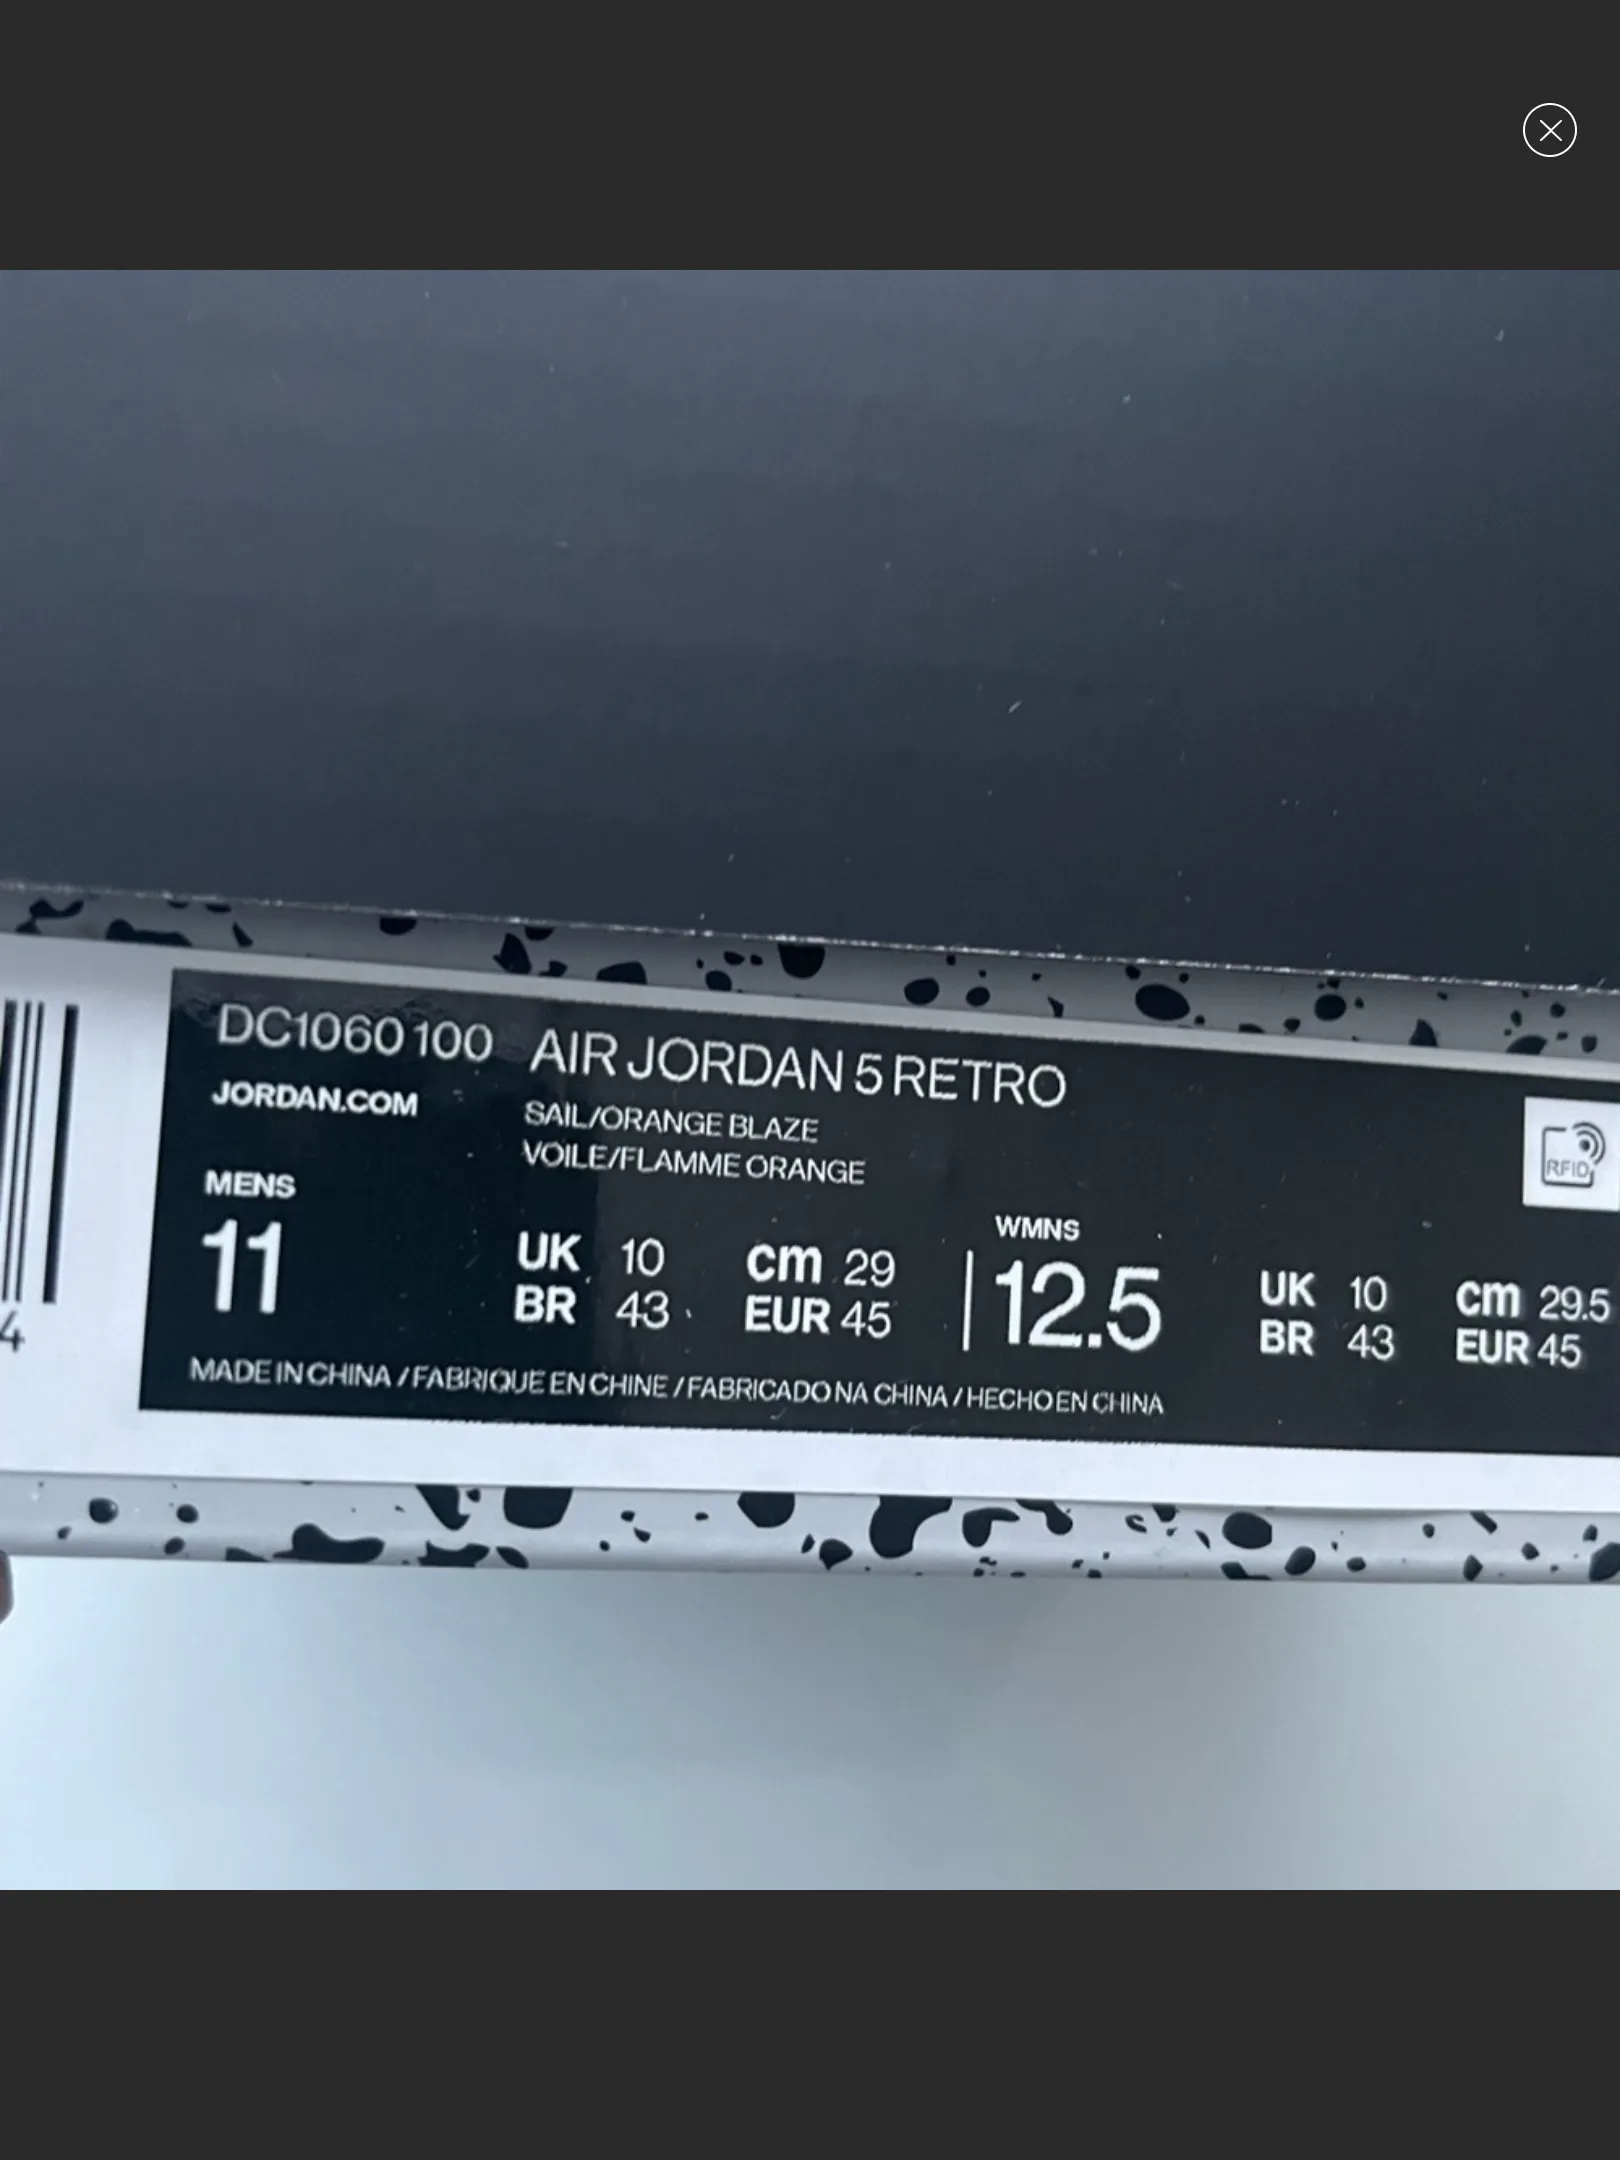 DC1060 100 AIR JORDAN 5 RETRO
JORDAN.COM
SAIL/ORANGE BLAZE
VOILE/FLAMME ORANGE
RFID
MENS
11
UK 10 cm 29
BR 43 EUR 45
WMNS
12.5
UK 10 cm 29.5
BR 43 EUR 45
MADE IN CHINA / FABRIQUE EN CHINE / FABRICADO NA CHINA / HECHO EN CHINA
4